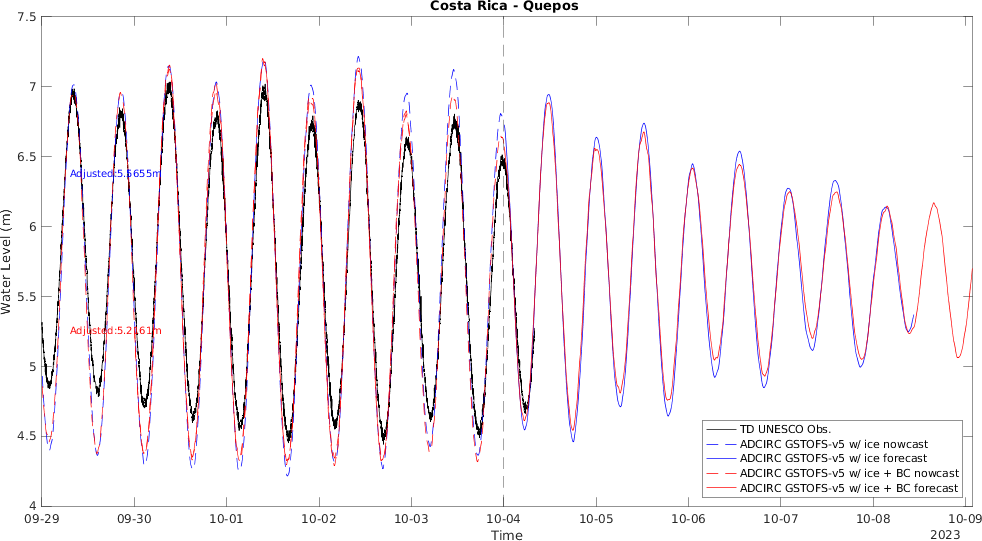 Costa Rica - Quepos
7.5
7
6.5
6
5.5
5
4.5
4
Water Level (m)
Adjusted:5.5655m
TD UNESCO Obs.
ADCIRC GSTOFS-v5 w/ ice nowcast
ADCIRC GSTOFS-v5 w/ ice forecast
ADCIRC GSTOFS-v5 w/ ice + BC nowcast
ADCIRC GSTOFS-v5 w/ ice + BC forecast
09-29 09-30 10-01 10-02 10-03 10-04 10-05 10-06 10-07 10-08 10-09
Time
2023